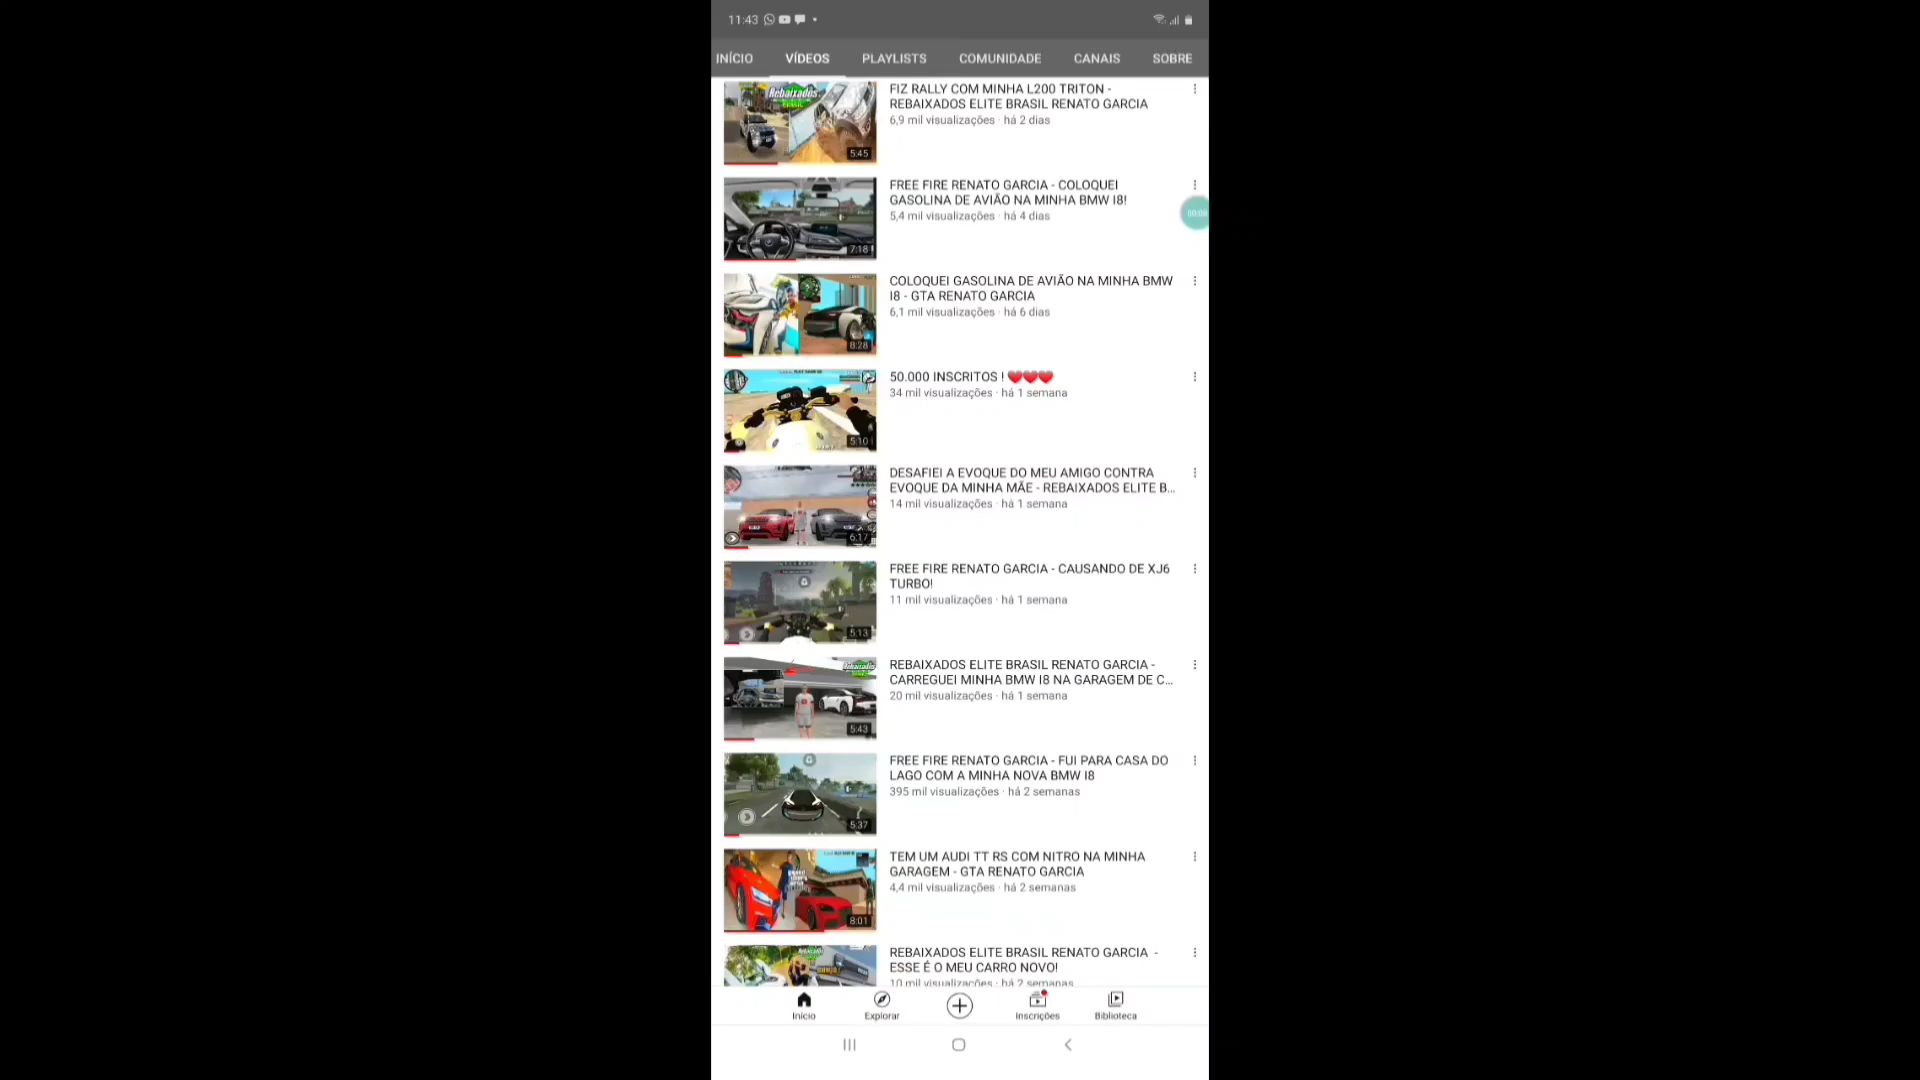 11:43
INÍCIO VÍDEOS PLAYLISTS COMUNIDADE CANAIS SOBRE
Rebaixados
BRASIL
5:45
FIZ RALLY COM MINHA L200 TRITON -
REBAIXADOS ELITE BRASIL RENATO GARCIA
6,9 mil visualizações · há 2 dias
7:18
FREE FIRE RENATO GARCIA - COLOQUEI
GASOLINA DE AVIÃO NA MINHA BMW I8!
5,4 mil visualizações · há 4 dias
8:28
COLOQUEI GASOLINA DE AVIÃO NA MINHA BMW
I8 - GTA RENATO GARCIA
6,1 mil visualizações · há 6 dias
5:10
50.000 INSCRITOS ! ❤️❤️❤️
34 mil visualizações · há 1 semana
6:17
DESAFIEI A EVOQUE DO MEU AMIGO CONTRA
EVOQUE DA MINHA MÃE - REBAIXADOS ELITE B...
14 mil visualizações · há 1 semana
5:13
FREE FIRE RENATO GARCIA - CAUSANDO DE XJ6
TURBO!
11 mil visualizações · há 1 semana
5:43
REBAIXADOS ELITE BRASIL RENATO GARCIA -
CARREGUEI MINHA BMW I8 NA GARAGEM DE C...
20 mil visualizações · há 1 semana
5:37
FREE FIRE RENATO GARCIA - FUI PARA CASA DO
LAGO COM A MINHA NOVA BMW I8
395 mil visualizações · há 2 semanas
8:01
TEM UM AUDI TT RS COM NITRO NA MINHA
GARAGEM - GTA RENATO GARCIA
4,4 mil visualizações · há 2 semanas
REBAIXADOS ELITE BRASIL RENATO GARCIA -
ESSE É O MEU CARRO NOVO!
10 mil visualizações · há 2 semanas
Início Explorar Inscrições Biblioteca